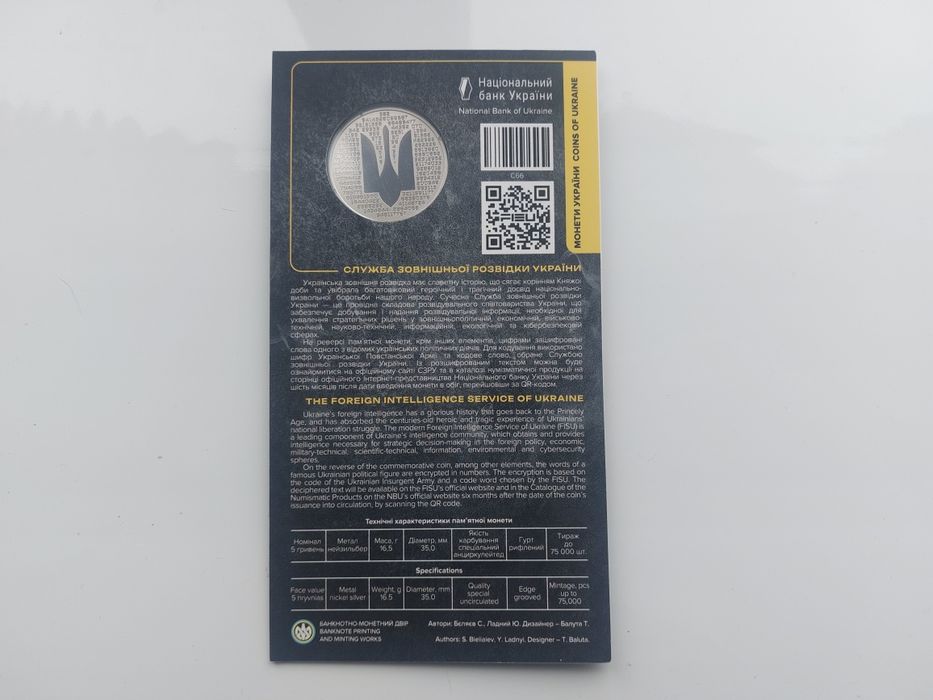 Національний
банк України
National Bank of Ukraine
МОНЕТИ УКРАЇНИ COINS OF UKRAINE
C66
FISU
СЛУЖБА ЗОВНІШНЬОЇ РОЗВІДКИ УКРАЇНИ
Українська зовнішня розвідка має славетну історію, що сягає корінням Княжої
доби та увібрала багатовіковий героїчний і трагічний досвід національно-
визвольної боротьби нашого народу. Сучасна Служба зовнішньої розвідки
України — це провідна складова розвідувального співтовариства України, що
забезпечує добування і надання розвідувальної інформації, необхідної для
ухвалення стратегічних рішень у зовнішньополітичній, економічній, військово-
технічній, науково-технічній, інформаційній, екологічній та кібербезпековій
сферах.
На реверсі пам'ятної монети, крім інших елементів, цифрами зашифровані
слова одного з відомих українських політичних діячів. Для кодування використано
шифр Української Повстанської Армії та кодове слово, обране Службою
зовнішньої розвідки України. Із розшифрованим текстом можна буде
ознайомитися на офіційному сайті СЗРУ та в каталозі нумізматичної продукції на
сторінці офіційного інтернет-представництва Національного банку України через
шість місяців після дати введення монети в обіг, перейшовши за QR-кодом.
THE FOREIGN INTELLIGENCE SERVICE OF UKRAINE
Ukraine's foreign intelligence has a glorious history that goes back to the Princely
Age, and has absorbed the centuries-old heroic and tragic experience of Ukrainians'
national liberation struggle. The modern Foreign Intelligence Service of Ukraine (FISU) is
a leading component of Ukraine's intelligence community, which obtains and provides
intelligence necessary for strategic decision-making in the foreign policy, economic,
military-technical, scientific-technical, information, environmental and cybersecurity
spheres.
On the reverse of the commemorative coin, among other elements, the words of a
famous Ukrainian political figure are encrypted in numbers. The encryption is based on
the code of the Ukrainian Insurgent Army and a code word chosen by the FISU. The
deciphered text will be available on the FISU's official website and in the Catalogue of the
Numismatic Products on the NBU's official website six months after the date of the coin's
issuance into circulation, by scanning the QR code.
Технічні характеристики пам'ятної монети
Номінал 5 гривень Метал нейзильбер Маса, г 16.5 Діаметр, мм 35.0 Якість карбування спеціальний анциркулейтед Гурт рифлений Тираж до 75 000 шт.
Specifications
Face value 5 hryvnias Metal nickel silver Weight, g 16.5 Diameter, mm 35.0 Quality special uncirculated Edge grooved Mintage, pcs up to 75,000
БАНКНОТНО-МОНЕТНИЙ ДВІР
BANKNOTE PRINTING
AND MINTING WORKS
Автори: Бєляєв С., Ладний Ю. Дизайнер – Балута Т.
Authors: S. Bieliaiev, Y. Ladnyi, Designer – T. Baluta.